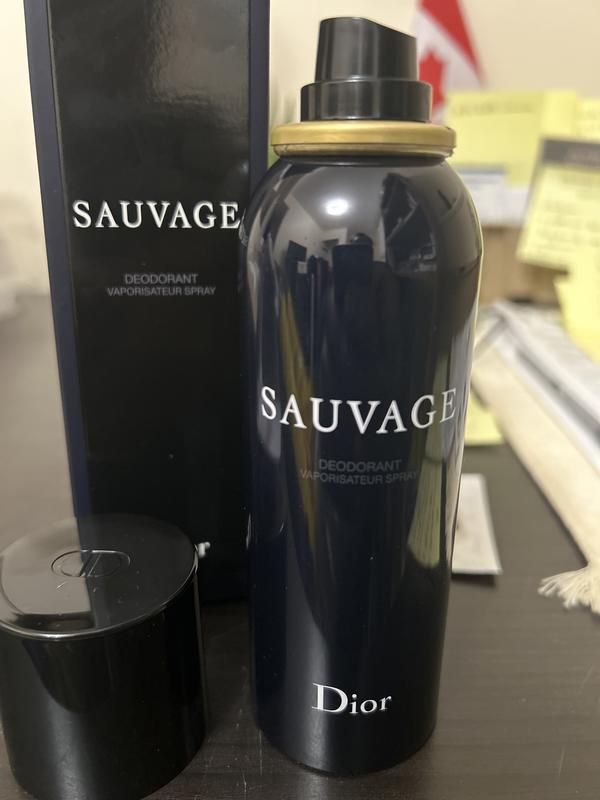 SAUVAGE
DEODORANT
VAPORISATEUR SPRAY
SAUVAGE
DEODORANT
VAPORISATEUR SPRAY
Dior